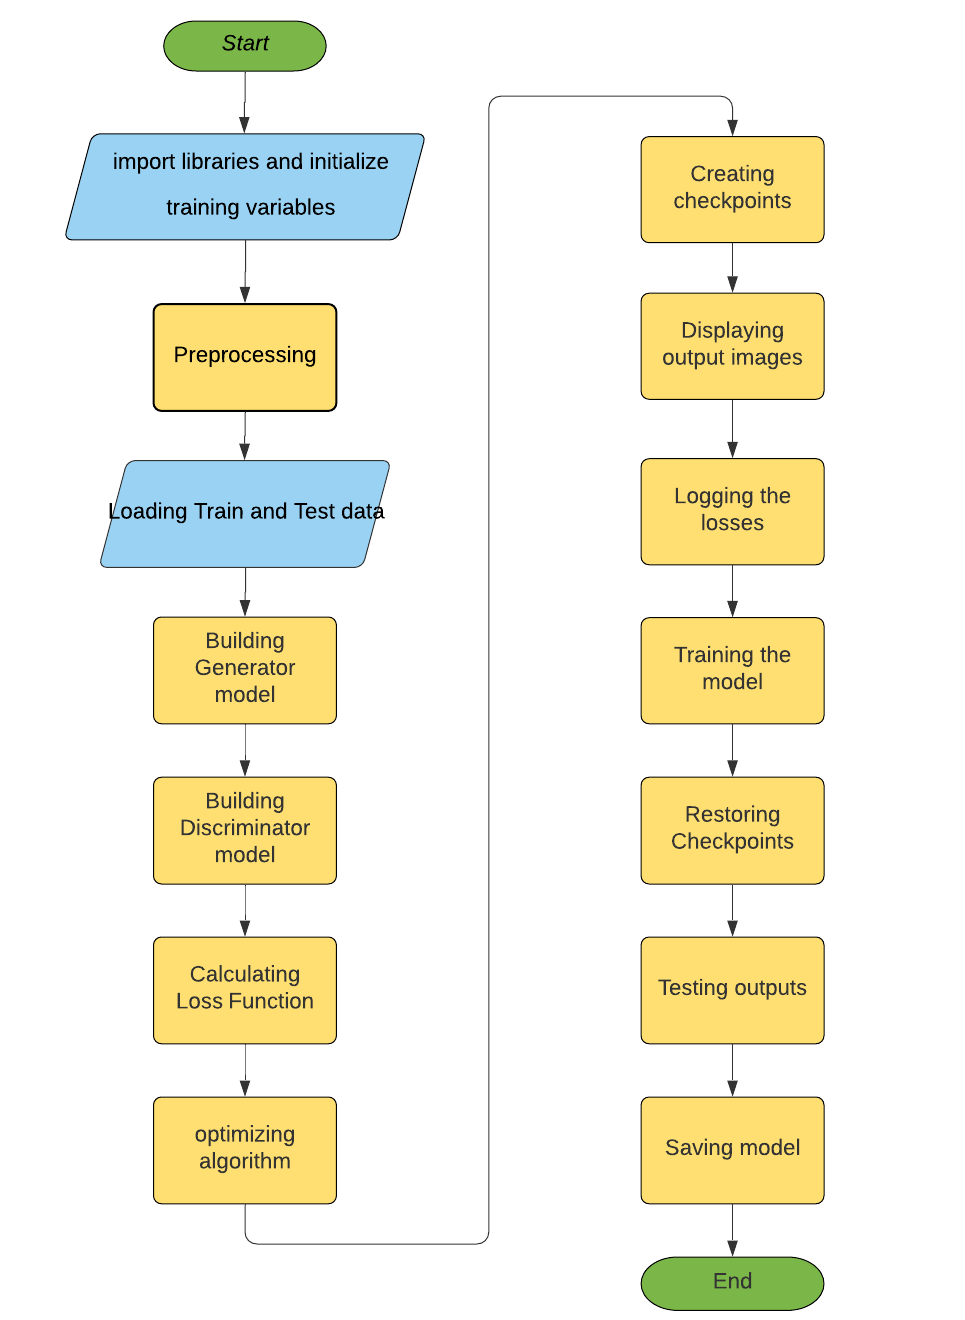 Start
import libraries and initialize
training variables
Preprocessing
Loading Train and Test data
Building
Generator
model
Building
Discriminator
model
Calculating
Loss Function
optimizing
algorithm
Creating
checkpoints
Displaying
output images
Logging the
losses
Training the
model
Restoring
Checkpoints
Testing outputs
Saving model
End